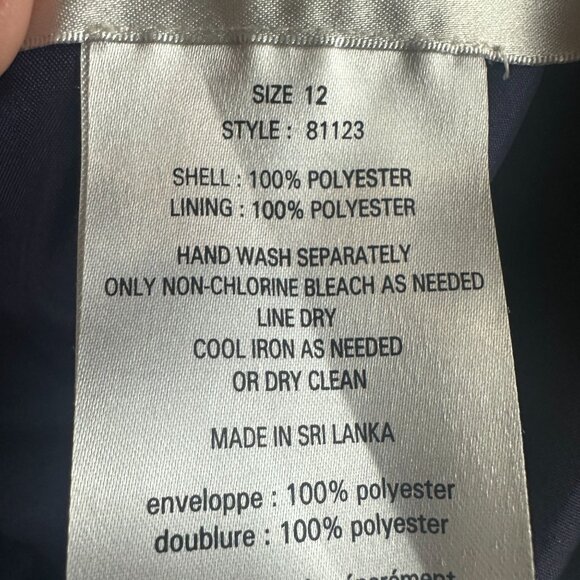 SIZE 12
STYLE : 81123
SHELL : 100% POLYESTER
LINING : 100% POLYESTER
HAND WASH SEPARATELY
ONLY NON-CHLORINE BLEACH AS NEEDED
LINE DRY
COOL IRON AS NEEDED
OR DRY CLEAN
MADE IN SRI LANKA
enveloppe : 100% polyester
doublure : 100% polyester